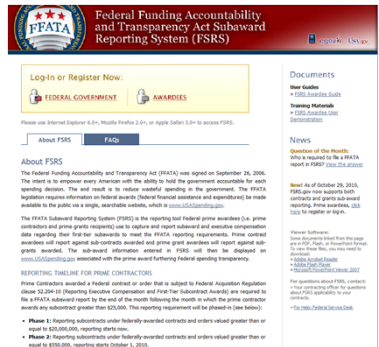 FFATA
Federal Funding Accountability
and Transparency Act Subaward
Reporting System (FSRS)
Log-In or Register Now:
FEDERAL GOVERNMENT
AWARDEES
Please use Internet Explorer 6.0+, Mozilla Firefox 2.0+, or Apple Safari 3.0+ to access FSRS.
About FSRS
FAQs
About FSRS
The Federal Funding Accountability and Transparency Act (FFATA) was signed on September 26, 2006.
The intent is to empower every American with the ability to hold the government accountable for each
spending decision. The end result is to reduce wasteful spending in the government. The FFATA
legislation requires information on federal awards (federal financial assistance and expenditures) be made
available to the public via a single, searchable website, which is www.USASpending.gov.
The FFATA Subaward Reporting System (FSRS) is the reporting tool Federal prime awardees (i.e. prime
contractors and prime grants recipients) use to capture and report subaward and executive compensation
data regarding their first-tier subawards to meet the FFATA reporting requirements. Prime contract
awardees will report against sub-contracts awarded and prime grant awardees will report against sub-
grants awarded. The sub-award information entered in FSRS will then be displayed on
www.USASpending.gov associated with the prime award furthering Federal spending transparency.
REPORTING TIMELINE FOR PRIME CONTRACTORS
Prime Contractors awarded a Federal contract or order that is subject to Federal Acquisition Regulation
clause 52.204-10 (Reporting Executive Compensation and First-Tier Subcontract Awards) are required to
file a FFATA subaward report by the end of the month following the month in which the prime contractor
awards any subcontract greater than $25,000. This reporting requirement will be phased-in (see below):
• Phase 1: Reporting subcontracts under federally-awarded contracts and orders valued greater than or
equal to $20,000,000, reporting starts now.
• Phase 2: Reporting subcontracts under federally-awarded contracts and orders valued greater than or
equal to $550,000, reporting starts October 1, 2010.
Documents
User Guides
» FSRS Awardee Guide
Training Materials
» FSRS Awardee User
Demonstration
News
Question of the Month:
Who is required to file a FFATA
report in FSRS? View the answer
New! As of October 29, 2010,
FSRS.gov now supports both
contracts and grants sub-award
reporting. Prime awardees, click
here to register or log-in.
Viewer Software:
Some documents linked from this page
are in PDF, Flash, or PowerPoint format.
To view these files, you may need to
download:
» Adobe Acrobat Reader
» Adobe Flash Player
» Microsoft PowerPoint Viewer 2007
For questions about FSRS, contact:
» For Help: Federal Service Desk